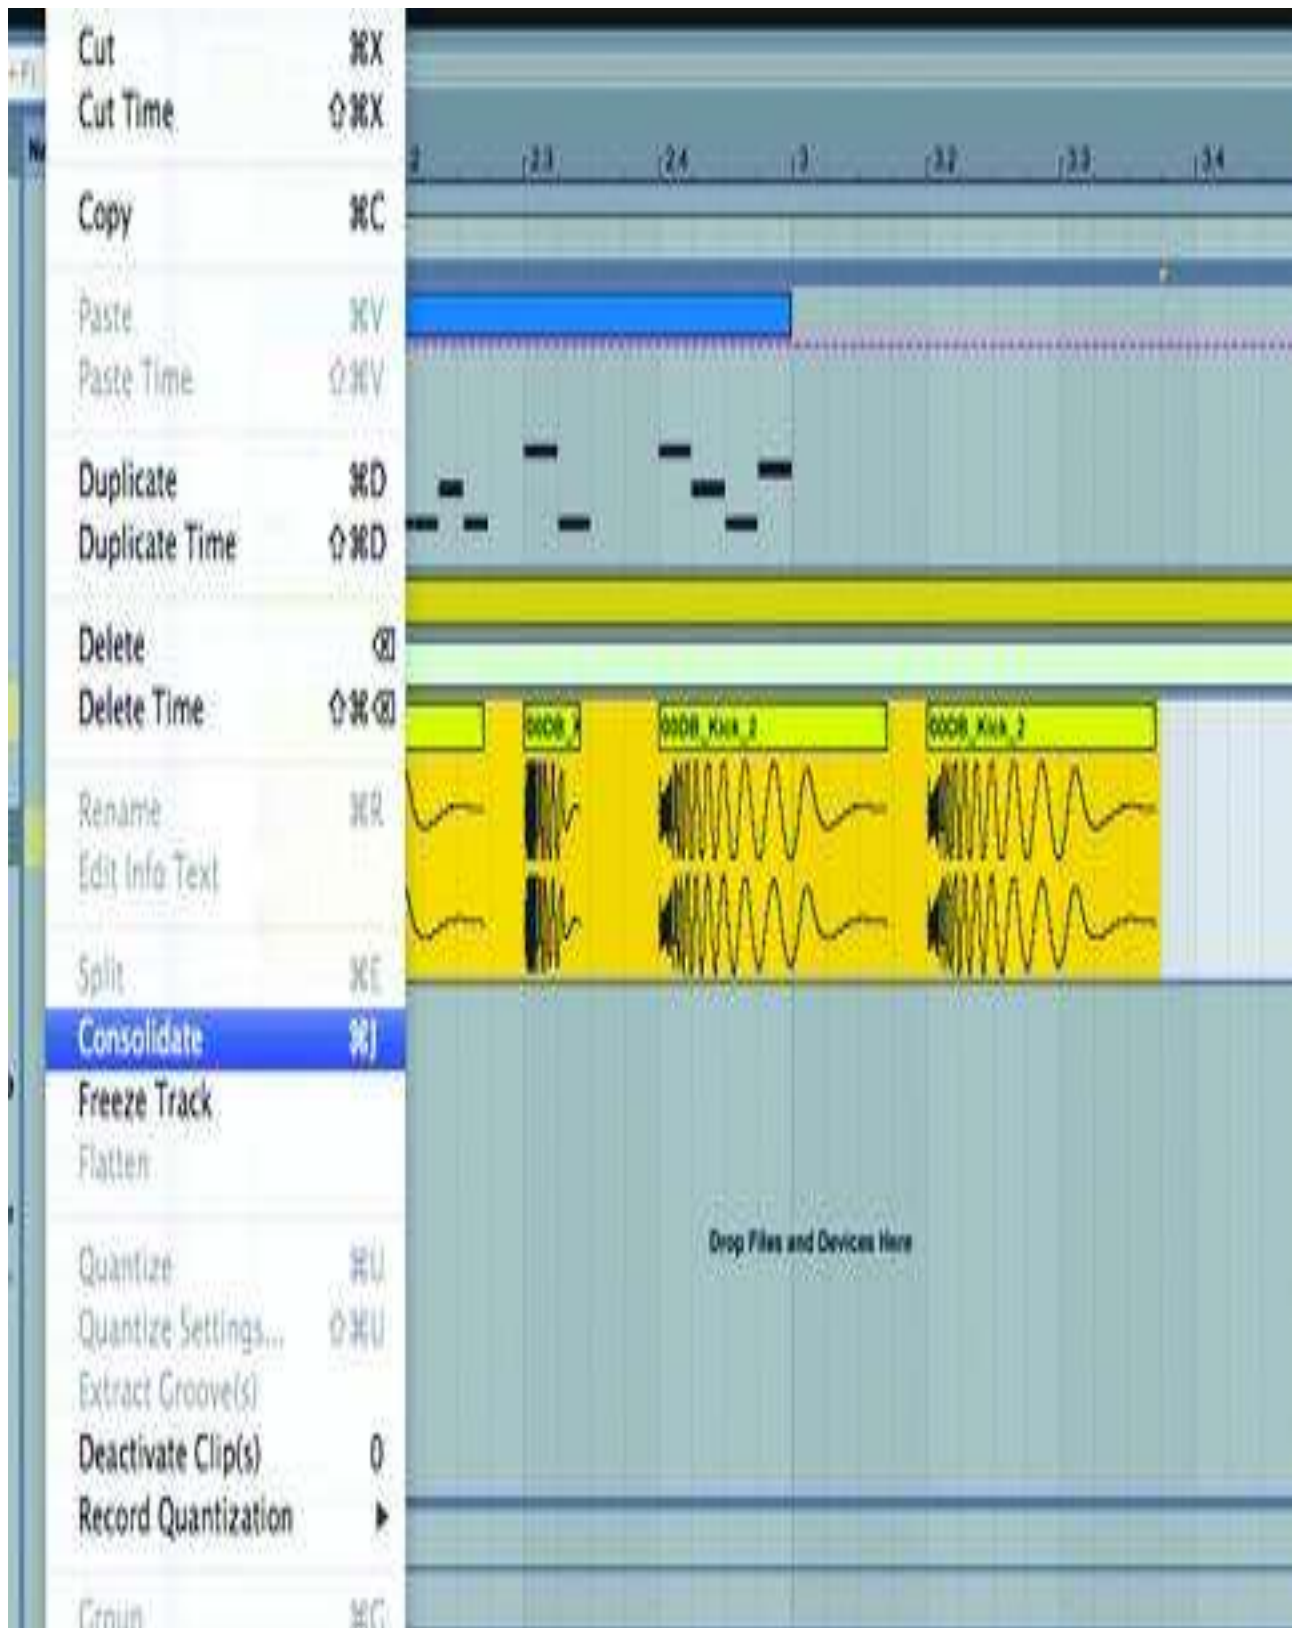 Cut ⌘X
Cut Time ⇧⌘X
Copy ⌘C
Paste ⌘V
Paste Time ⇧⌘V
Duplicate ⌘D
Duplicate Time ⇧⌘D
Delete ⌫
Delete Time ⇧⌘⌫
Rename ⌘R
Edit Info Text
Split ⌘E
Consolidate ⌘J
Freeze Track
Flatten
Quantize ⌘U
Quantize Settings... ⇧⌘U
Extract Groove(s)
Deactivate Clip(s) 0
Record Quantization ▶
Group ⌘G
2.3 2.4 3 3.2 3.3 3.4
00DB_Kick_2 00DB_Kick_2
Drop Files and Devices Here